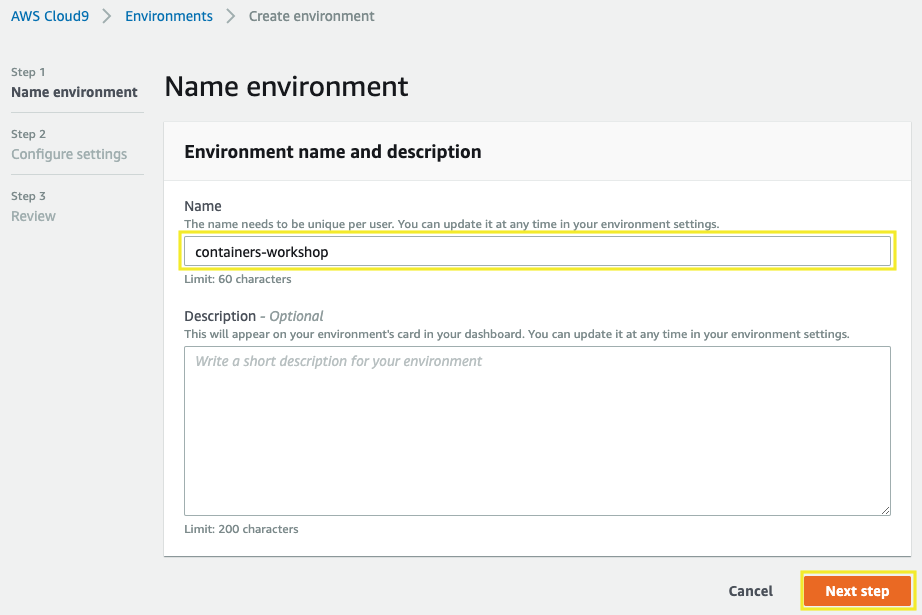 AWS Cloud9 Environments Create environment
Step 1
Name environment
Step 2
Configure settings
Step 3
Review
Name environment
Environment name and description
Name
The name needs to be unique per user. You can update it at any time in your environment settings.
containers-workshop
Limit: 60 characters
Description - Optional
This will appear on your environment's card in your dashboard. You can update it at any time in your environment settings.
Write a short description for your environment
Limit: 200 characters
Cancel Next step